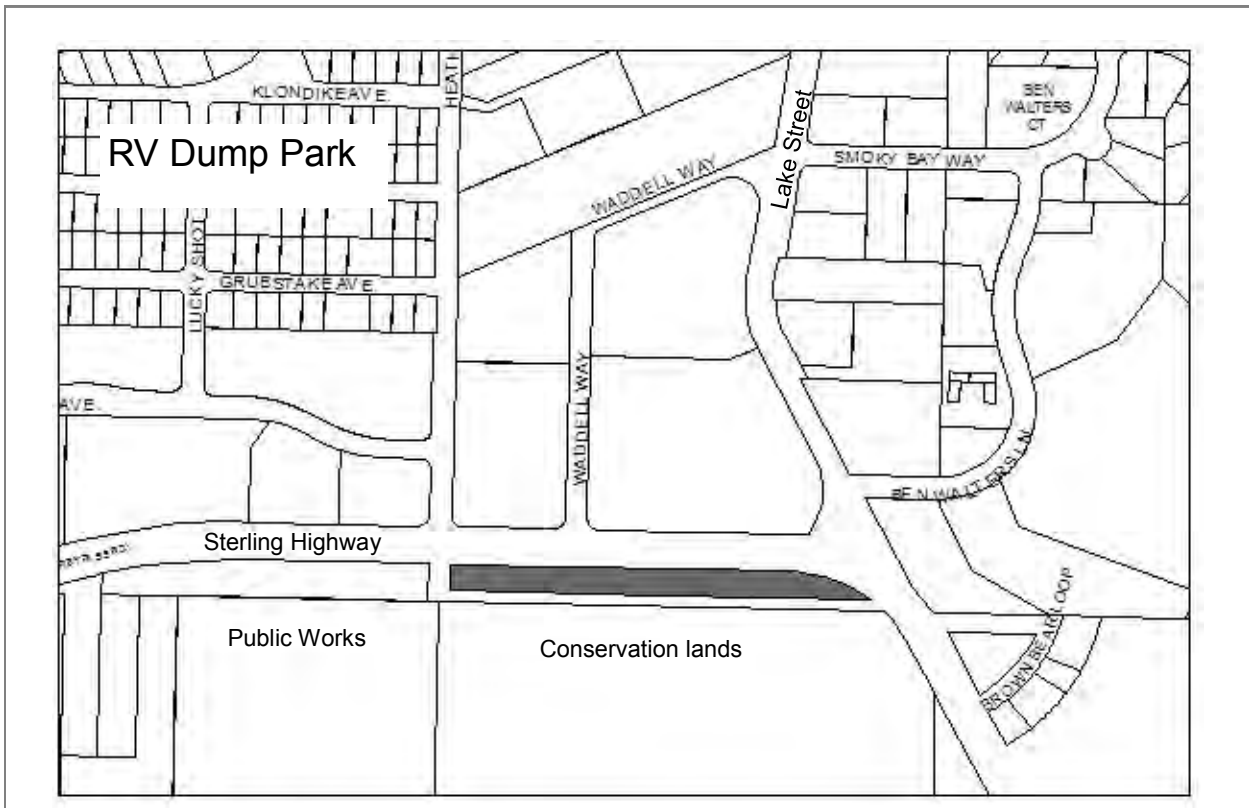 KLONDIKE AVE.
HEATH
RV Dump Park
Lake Street
BEN
WALTERS
CT
SMOKY BAY WAY
WADDELL WAY
LUCKY SHOT
GRUBSTAKE AVE.
AVE.
WADDELL WAY
BEN WALTERS LN
Sterling Highway
BROWN BEAR LOOP
Public Works
Conservation lands